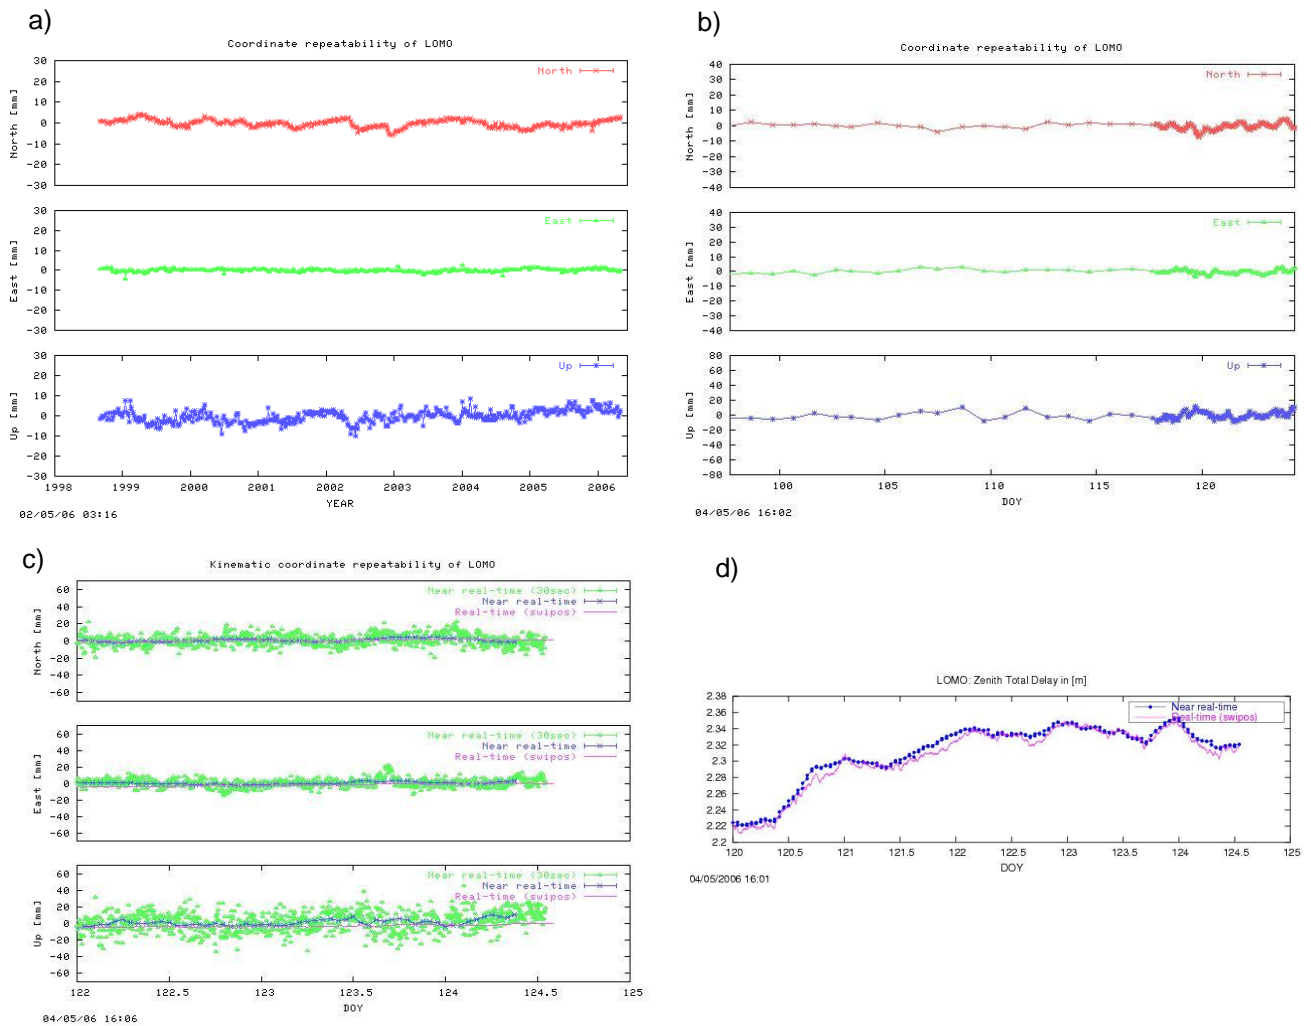 a)
Coordinate repeatability of LOMO
30
20
10
0
-10
-20
-30
North [mm]
North
30
20
10
0
-10
-20
-30
East [mm]
East
30
20
10
0
-10
-20
-30
Up [mm]
Up
1998 1999 2000 2001 2002 2003 2004 2005 2006
YEAR
02/05/06 03:16
b)
Coordinate repeatability of LOMO
40
30
20
10
0
-10
-20
-30
-40
North [mm]
North
40
30
20
10
0
-10
-20
-30
-40
East [mm]
East
80
60
40
20
0
-20
-40
-60
-80
Up [mm]
Up
100 105 110 115 120
DOY
04/05/06 16:02
c)
Kinematic coordinate repeatability of LOMO
60
40
20
0
-20
-40
-60
North [mm]
Near real-time (30sec)
Near real-time
Real-time (swipos)
60
40
20
0
-20
-40
-60
East [mm]
Near real-time (30sec)
Near real-time
Real-time (swipos)
60
40
20
0
-20
-40
-60
Up [mm]
Near real-time (30sec)
Near real-time
Real-time (swipos)
122 122.5 123 123.5 124 124.5 125
DOY
04/05/06 16:06
d)
LOMO: Zenith Total Delay in [m]
2.38
2.36
2.34
2.32
2.3
2.28
2.26
2.24
2.22
2.2
Near real-time
Real-time (swipos)
120 120.5 121 121.5 122 122.5 123 123.5 124 124.5 125
DOY
04/05/2006 16:01